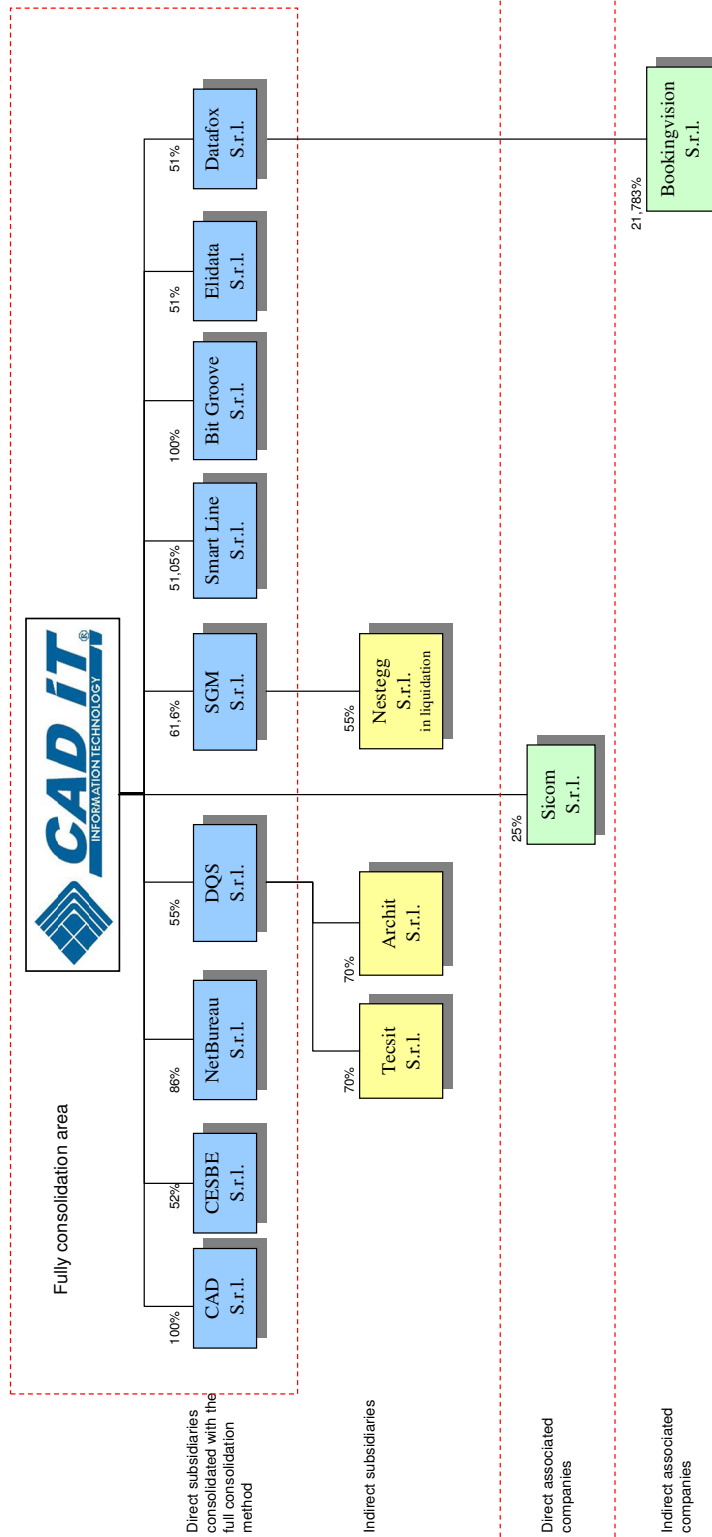 CAD iT®
INFORMATION TECHNOLOGY
Fully consolidation area
Direct subsidiaries
consolidated with the
full consolidation
method
100%
CAD
S.r.l.
52%
CESBE
S.r.l.
86%
NetBureau
S.r.l.
55%
DQS
S.r.l.
61,6%
SGM
S.r.l.
51,05%
Smart Line
S.r.l.
100%
Bit Groove
S.r.l.
51%
Elidata
S.r.l.
51%
Datafox
S.r.l.
Indirect subsidiaries
70%
Tecsit
S.r.l.
70%
Archit
S.r.l.
55%
Nestegg
S.r.l.
in liquidation
Direct associated
companies
25%
Sicom
S.r.l.
Indirect associated
companies
21,783%
Bookingvision
S.r.l.